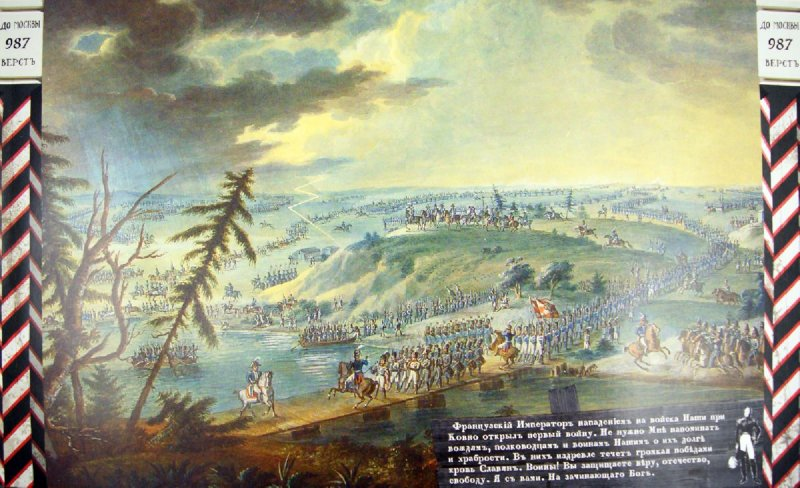 ДО МОСКВЫ
987
ВЕРСТЪ
ДО МОСКВЫ
987
ВЕРСТЪ
Французскій Императоръ нападеніемъ на войска Наши при
Ковно открылъ первый войну. Не нужно Мнѣ напоминать
вождямъ, полководцамъ и воинамъ Нашимъ о ихъ долгѣ
и храбрости. Въ нихъ издревле течетъ громкая побѣдами
кровь Славянъ. Воины! Вы защищаете вѣру, отечество,
свободу. Я съ вами. На зачинающаго Богъ.